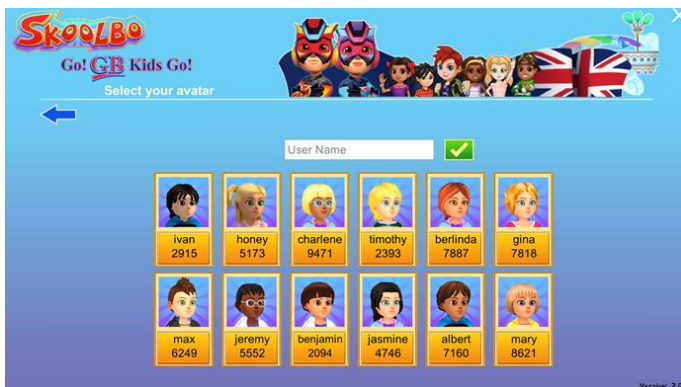 SKOOLBO
Go! GB Kids Go!
Select your avatar
User Name
ivan honey charlene timothy berlinda gina
2915 5173 9471 2393 7887 7818
max jeremy benjamin jasmine albert mary
6249 5552 2094 4746 7160 8621